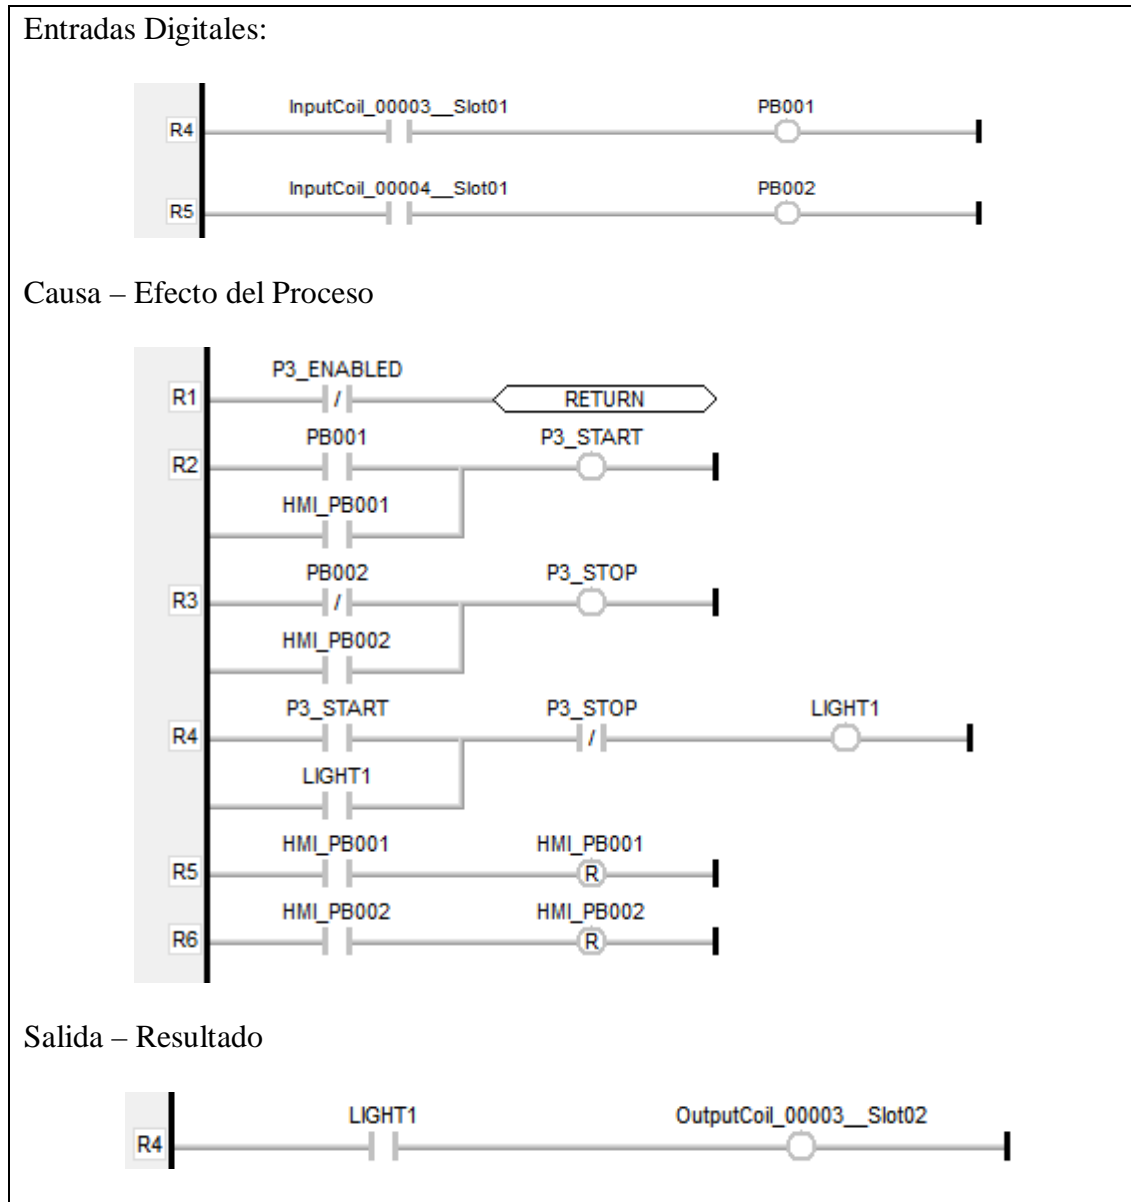 Entradas Digitales:
InputCoil_00003__Slot01 PB001
R4
InputCoil_00004__Slot01 PB002
R5
Causa – Efecto del Proceso
P3_ENABLED
R1 / RETURN
PB001 P3_START
R2
HMI_PB001
PB002 P3_STOP
R3 /
HMI_PB002
P3_START P3_STOP LIGHT1
R4 /
LIGHT1
HMI_PB001 HMI_PB001
R5 R
HMI_PB002 HMI_PB002
R6 R
Salida – Resultado
LIGHT1 OutputCoil_00003__Slot02
R4